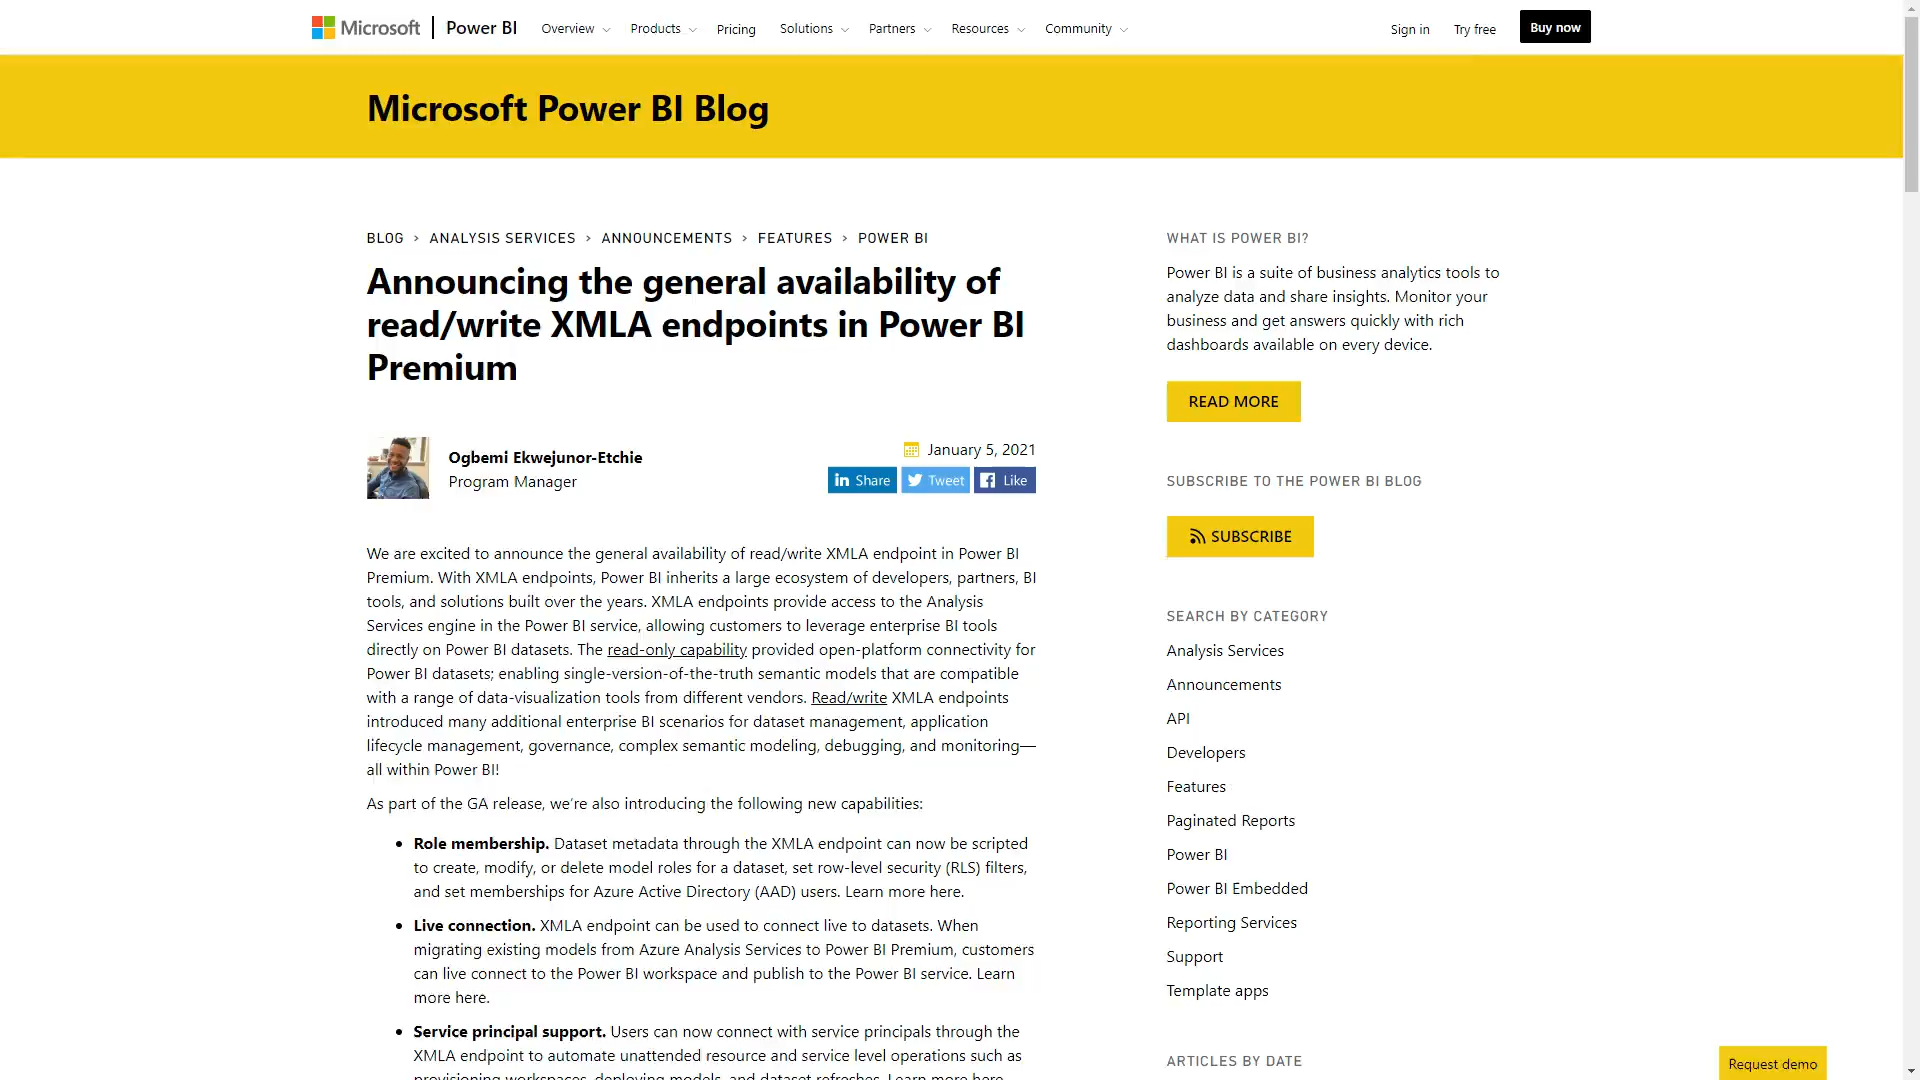 Microsoft Power BI Overview Products Pricing Solutions Partners Resources Community Sign in Try free Buy now
Microsoft Power BI Blog
BLOG › ANALYSIS SERVICES › ANNOUNCEMENTS › FEATURES › POWER BI
Announcing the general availability of
read/write XMLA endpoints in Power BI
Premium
Ogbemi Ekwejunor-Etchie
Program Manager
January 5, 2021
Share Tweet Like
We are excited to announce the general availability of read/write XMLA endpoint in Power BI
Premium. With XMLA endpoints, Power BI inherits a large ecosystem of developers, partners, BI
tools, and solutions built over the years. XMLA endpoints provide access to the Analysis
Services engine in the Power BI service, allowing customers to leverage enterprise BI tools
directly on Power BI datasets. The read-only capability provided open-platform connectivity for
Power BI datasets; enabling single-version-of-the-truth semantic models that are compatible
with a range of data-visualization tools from different vendors. Read/write XMLA endpoints
introduced many additional enterprise BI scenarios for dataset management, application
lifecycle management, governance, complex semantic modeling, debugging, and monitoring—
all within Power BI!
As part of the GA release, we're also introducing the following new capabilities:
• Role membership. Dataset metadata through the XMLA endpoint can now be scripted
to create, modify, or delete model roles for a dataset, set row-level security (RLS) filters,
and set memberships for Azure Active Directory (AAD) users. Learn more here.
• Live connection. XMLA endpoint can be used to connect live to datasets. When
migrating existing models from Azure Analysis Services to Power BI Premium, customers
can live connect to the Power BI workspace and publish to the Power BI service. Learn
more here.
• Service principal support. Users can now connect with service principals through the
XMLA endpoint to automate unattended resource and service level operations such as
provisioning workspaces, deploying models, and dataset refreshes. Learn more here.
WHAT IS POWER BI?
Power BI is a suite of business analytics tools to
analyze data and share insights. Monitor your
business and get answers quickly with rich
dashboards available on every device.
READ MORE
SUBSCRIBE TO THE POWER BI BLOG
SUBSCRIBE
SEARCH BY CATEGORY
Analysis Services
Announcements
API
Developers
Features
Paginated Reports
Power BI
Power BI Embedded
Reporting Services
Support
Template apps
ARTICLES BY DATE
Request demo